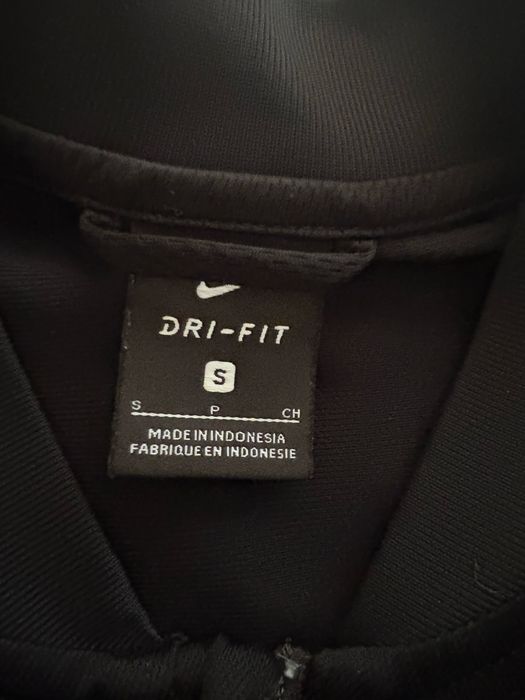 DRI-FIT
S
S P CH
MADE IN INDONESIA
FABRIQUE EN INDONESIE